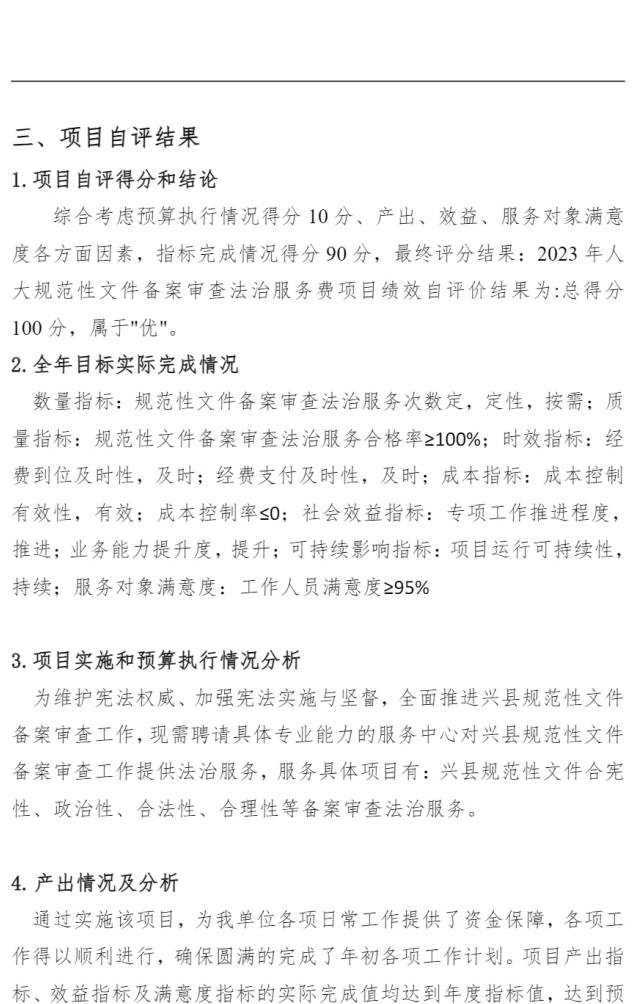 三、项目自评结果
1.项目自评得分和结论
综合考虑预算执行情况得分 10 分、产出、效益、服务对象满意
度各方面因素，指标完成情况得分 90 分，最终评分结果：2023 年人
大规范性文件备案审查法治服务费项目绩效自评价结果为:总得分
100 分，属于"优"。
2.全年目标实际完成情况
数量指标：规范性文件备案审查法治服务次数定，定性，按需；质
量指标：规范性文件备案审查法治服务合格率≥100%；时效指标：经
费到位及时性，及时；经费支付及时性，及时；成本指标：成本控制
有效性，有效；成本控制率≤0；社会效益指标：专项工作推进程度，
推进；业务能力提升度，提升；可持续影响指标：项目运行可持续性，
持续；服务对象满意度：工作人员满意度≥95%
3.项目实施和预算执行情况分析
为维护宪法权威、加强宪法实施与坚督，全面推进兴县规范性文件
备案审查工作，现需聘请具体专业能力的服务中心对兴县规范性文件
备案审查工作提供法治服务，服务具体项目有：兴县规范性文件合宪
性、政治性、合法性、合理性等备案审查法治服务。
4.产出情况及分析
通过实施该项目，为我单位各项日常工作提供了资金保障，各项工
作得以顺利进行，确保圆满的完成了年初各项工作计划。项目产出指
标、效益指标及满意度指标的实际完成值均达到年度指标值，达到预